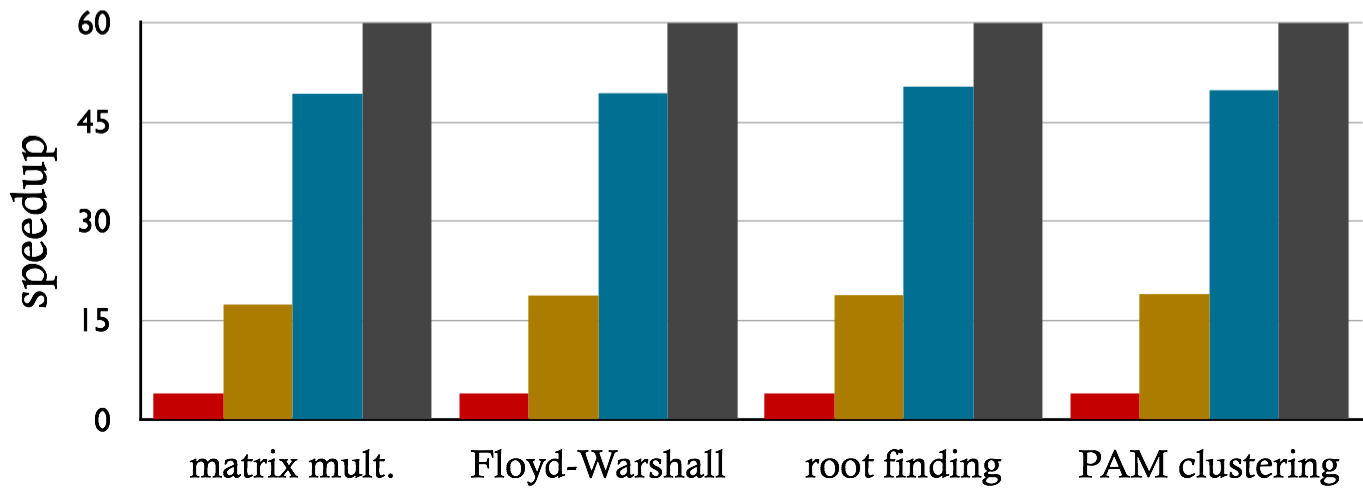 60
45
30
15
0
speedup
matrix mult.
Floyd-Warshall
root finding
PAM clustering